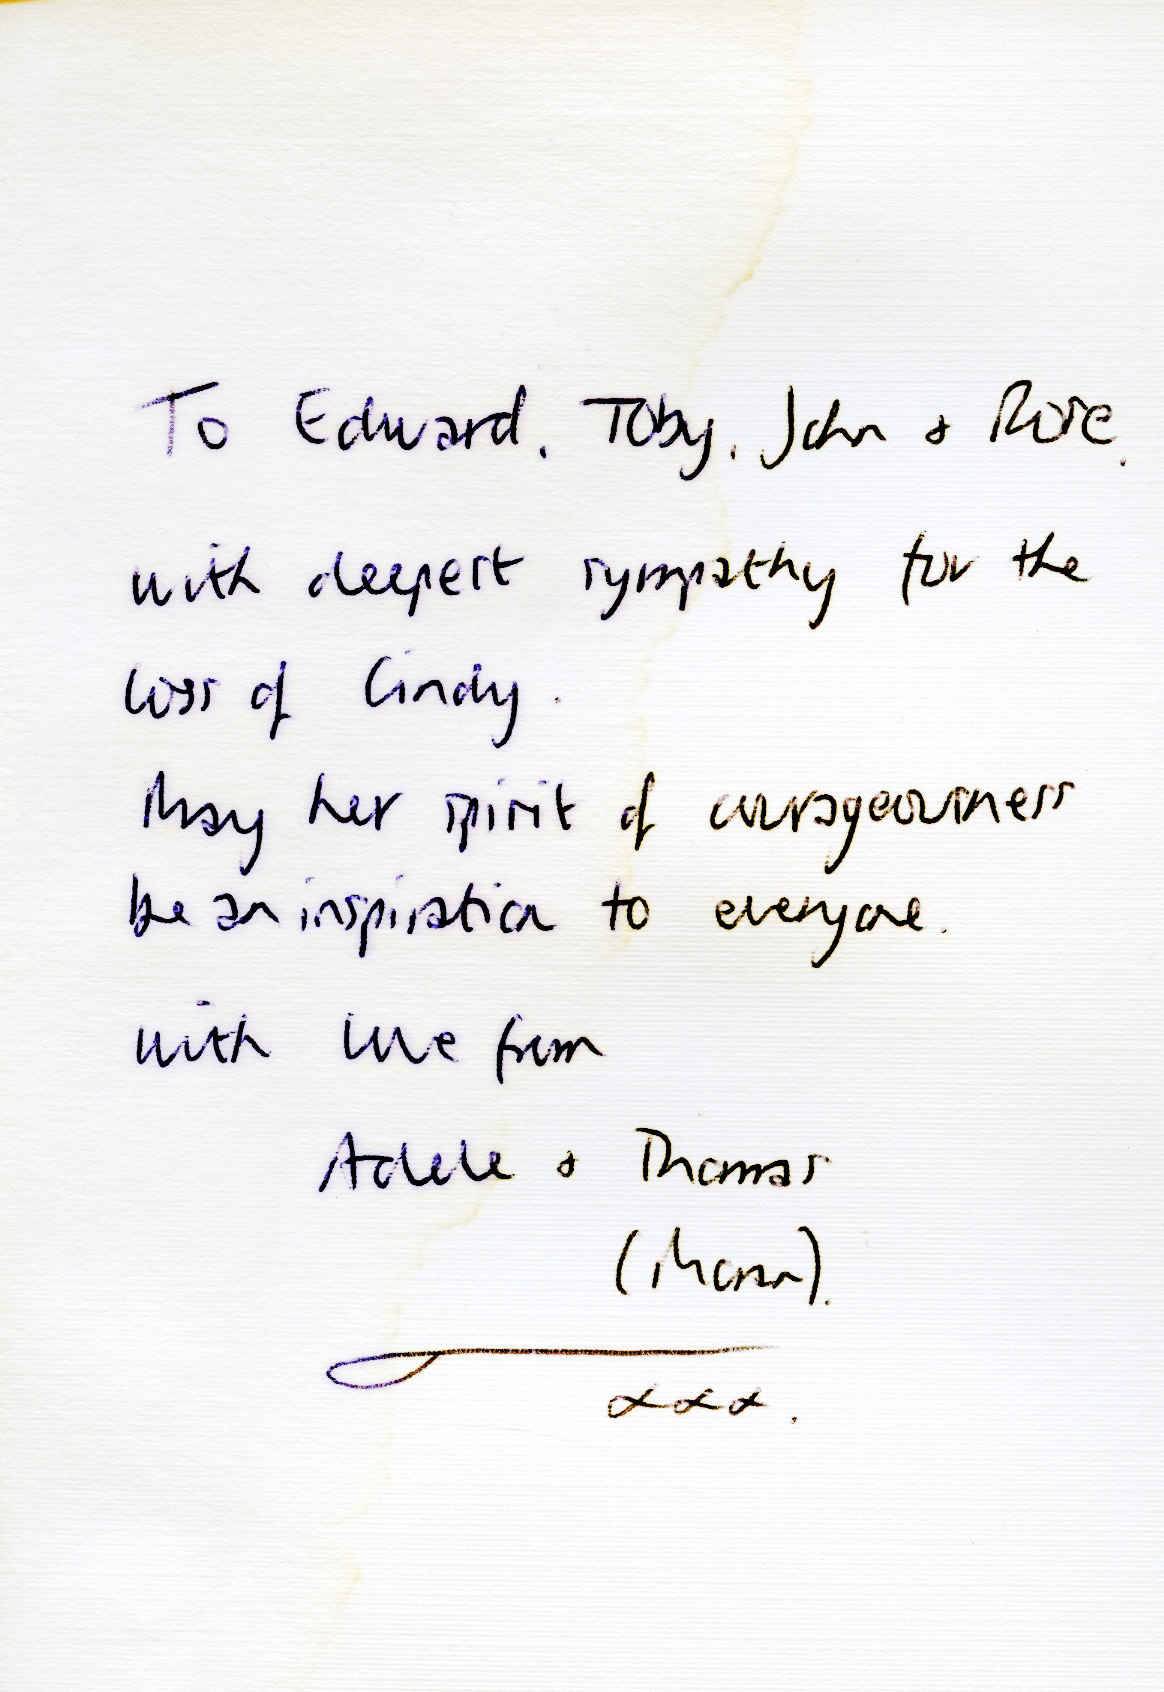 To Edward, Toby, John & Rose.
with deepest sympathy for the
loss of Cindy.
May her spirit of courageousness
be an inspiration to everyone.
with love from
Adele & Thomas
xxx.